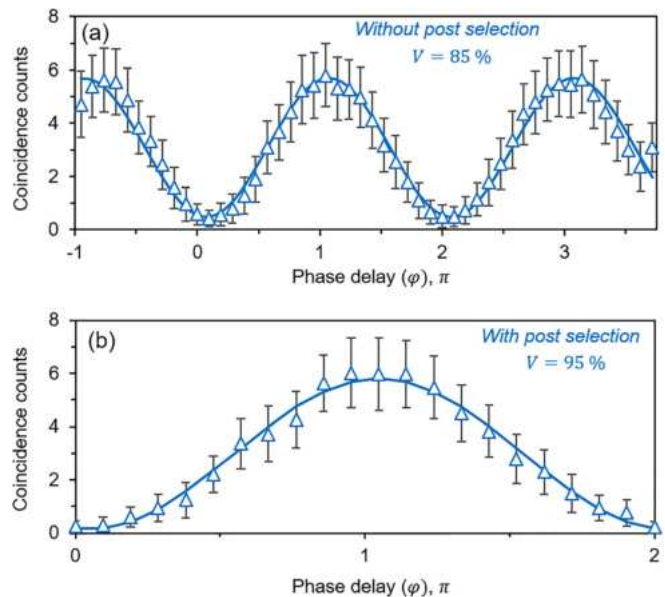 (a)
Without post selection
V = 85 %
Coincidence counts
8
6
4
2
0
-1 0 1 2 3
Phase delay (φ), π
(b)
With post selection
V = 95 %
Coincidence counts
8
6
4
2
0
0 1 2
Phase delay (φ), π